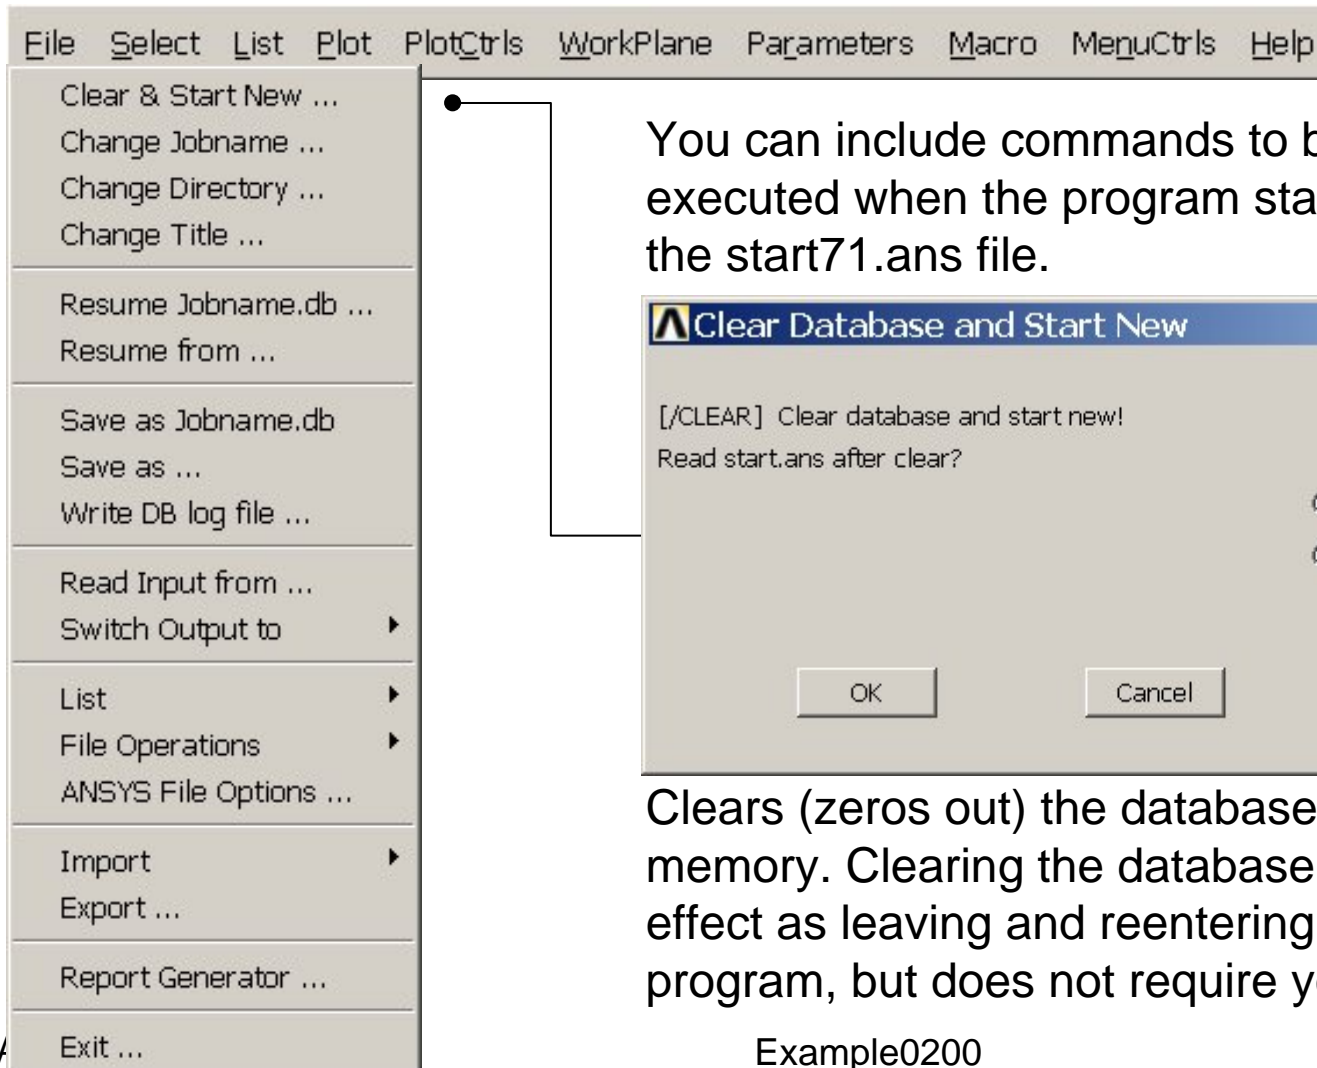 File Select List Plot PlotCtrls WorkPlane Parameters Macro MenuCtrls Help
Clear & Start New ...
Change Jobname ...
Change Directory ...
Change Title ...
Resume Jobname.db ...
Resume from ...
Save as Jobname.db
Save as ...
Write DB log file ...
Read Input from ...
Switch Output to
List
File Operations
ANSYS File Options ...
Import
Export ...
Report Generator ...
Exit ...
You can include commands to
executed when the program
the start71.ans file.
Clear Database and Start New
[/CLEAR] Clear database and start new!
Read start.ans after clear?
OK Cancel
Clears (zeros out) the database
memory. Clearing the database
effect as leaving and reentering
program, but does not require
Example0200